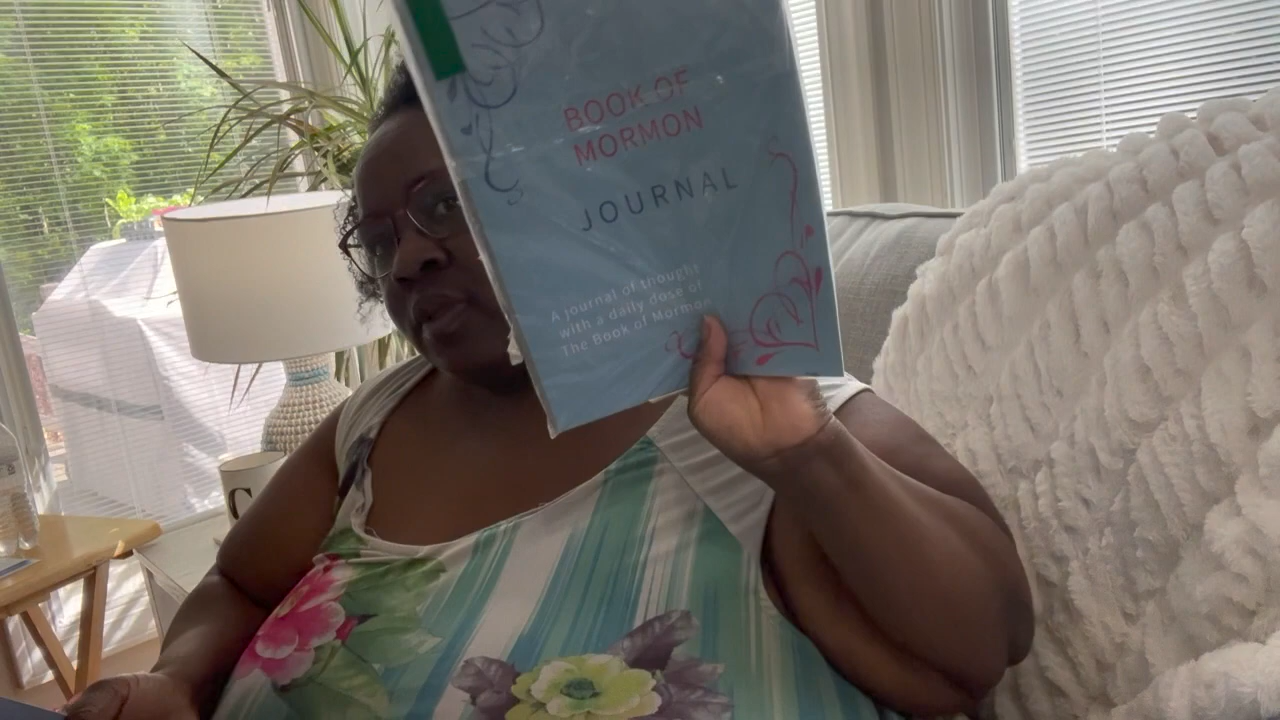 BOOK OF
MORMON
JOURNAL
A journal of thought
with a daily dose of
The Book of Mormon
C